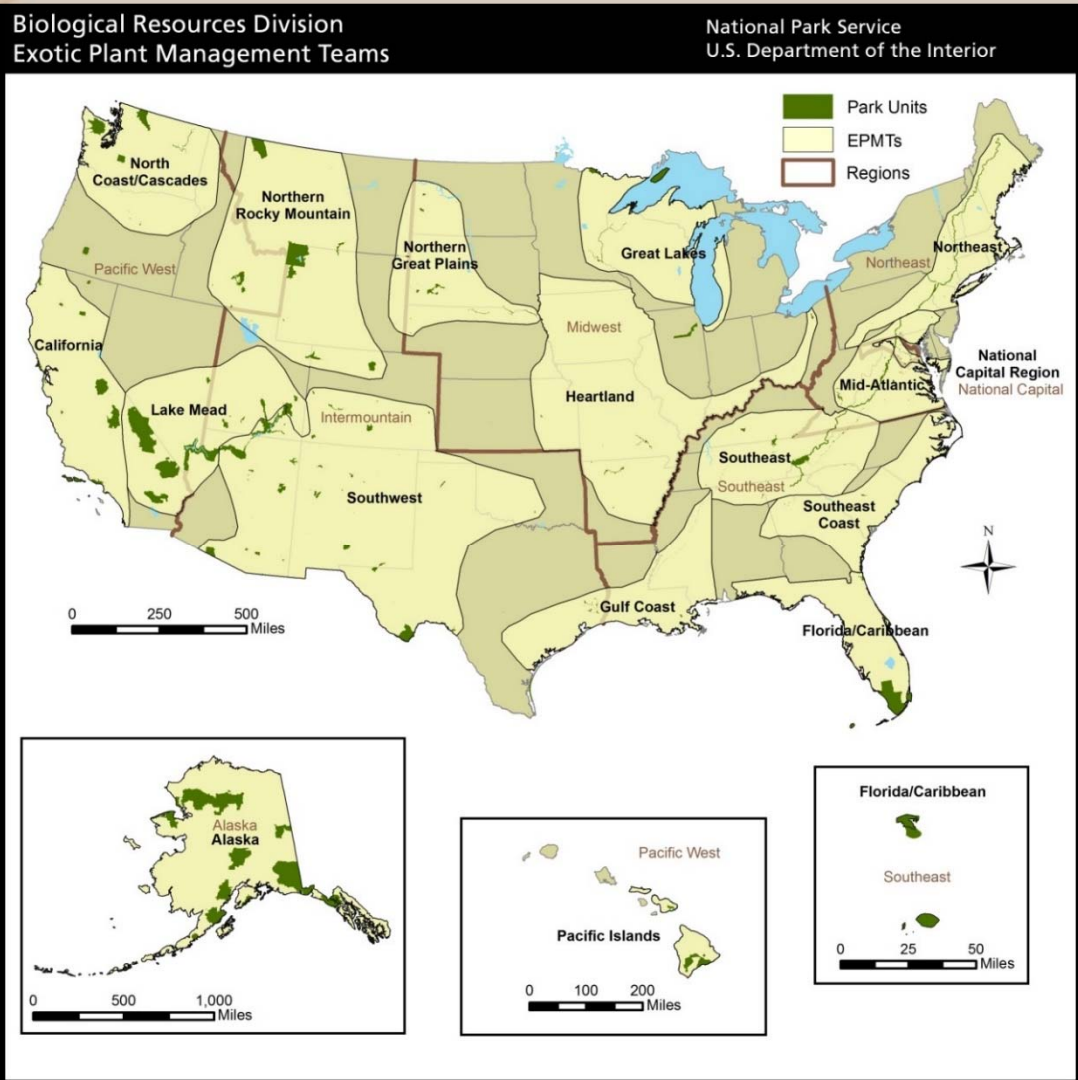 Biological Resources Division
Exotic Plant Management Teams
National Park Service
U.S. Department of the Interior
Park Units
EPMTs
Regions
North
Coast/Cascades
Northern
Rocky Mountain
Northern
Great Plains
Great Lakes
Northeast
Northeast
Pacific West
California
Midwest
National
Capital Region
National Capital
Mid-Atlantic
Heartland
Lake Mead
Intermountain
Southwest
Southeast
Southeast
Southeast
Coast
N
Gulf Coast
Florida/Caribbean
0 250 500
Miles
Alaska
Alaska
0 500 1,000
Miles
Pacific West
Pacific Islands
0 100 200
Miles
Florida/Caribbean
Southeast
0 25 50
Miles